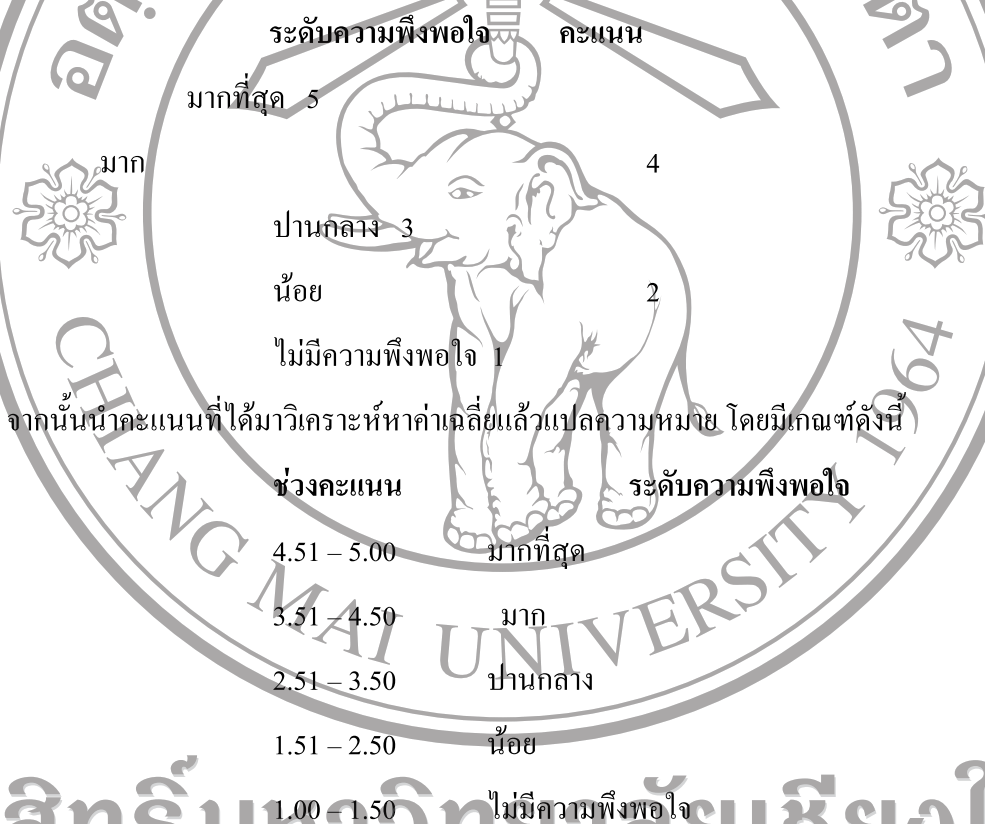 ระดับความพึงพอใจ คะแนน
มากที่สุด 5
มาก 4
ปานกลาง 3
น้อย 2
ไม่มีความพึงพอใจ 1
จากนั้นนำคะแนนที่ได้มาวิเคราะห์หาค่าเฉลี่ยแล้วแปลความหมาย โดยมีเกณฑ์ดังนี้
ช่วงคะแนน ระดับความพึงพอใจ
4.51 – 5.00 มากที่สุด
3.51 – 4.50 มาก
2.51 – 3.50 ปานกลาง
1.51 – 2.50 น้อย
1.00 – 1.50 ไม่มีความพึงพอใจ
CHIANG MAI UNIVERSITY 1964